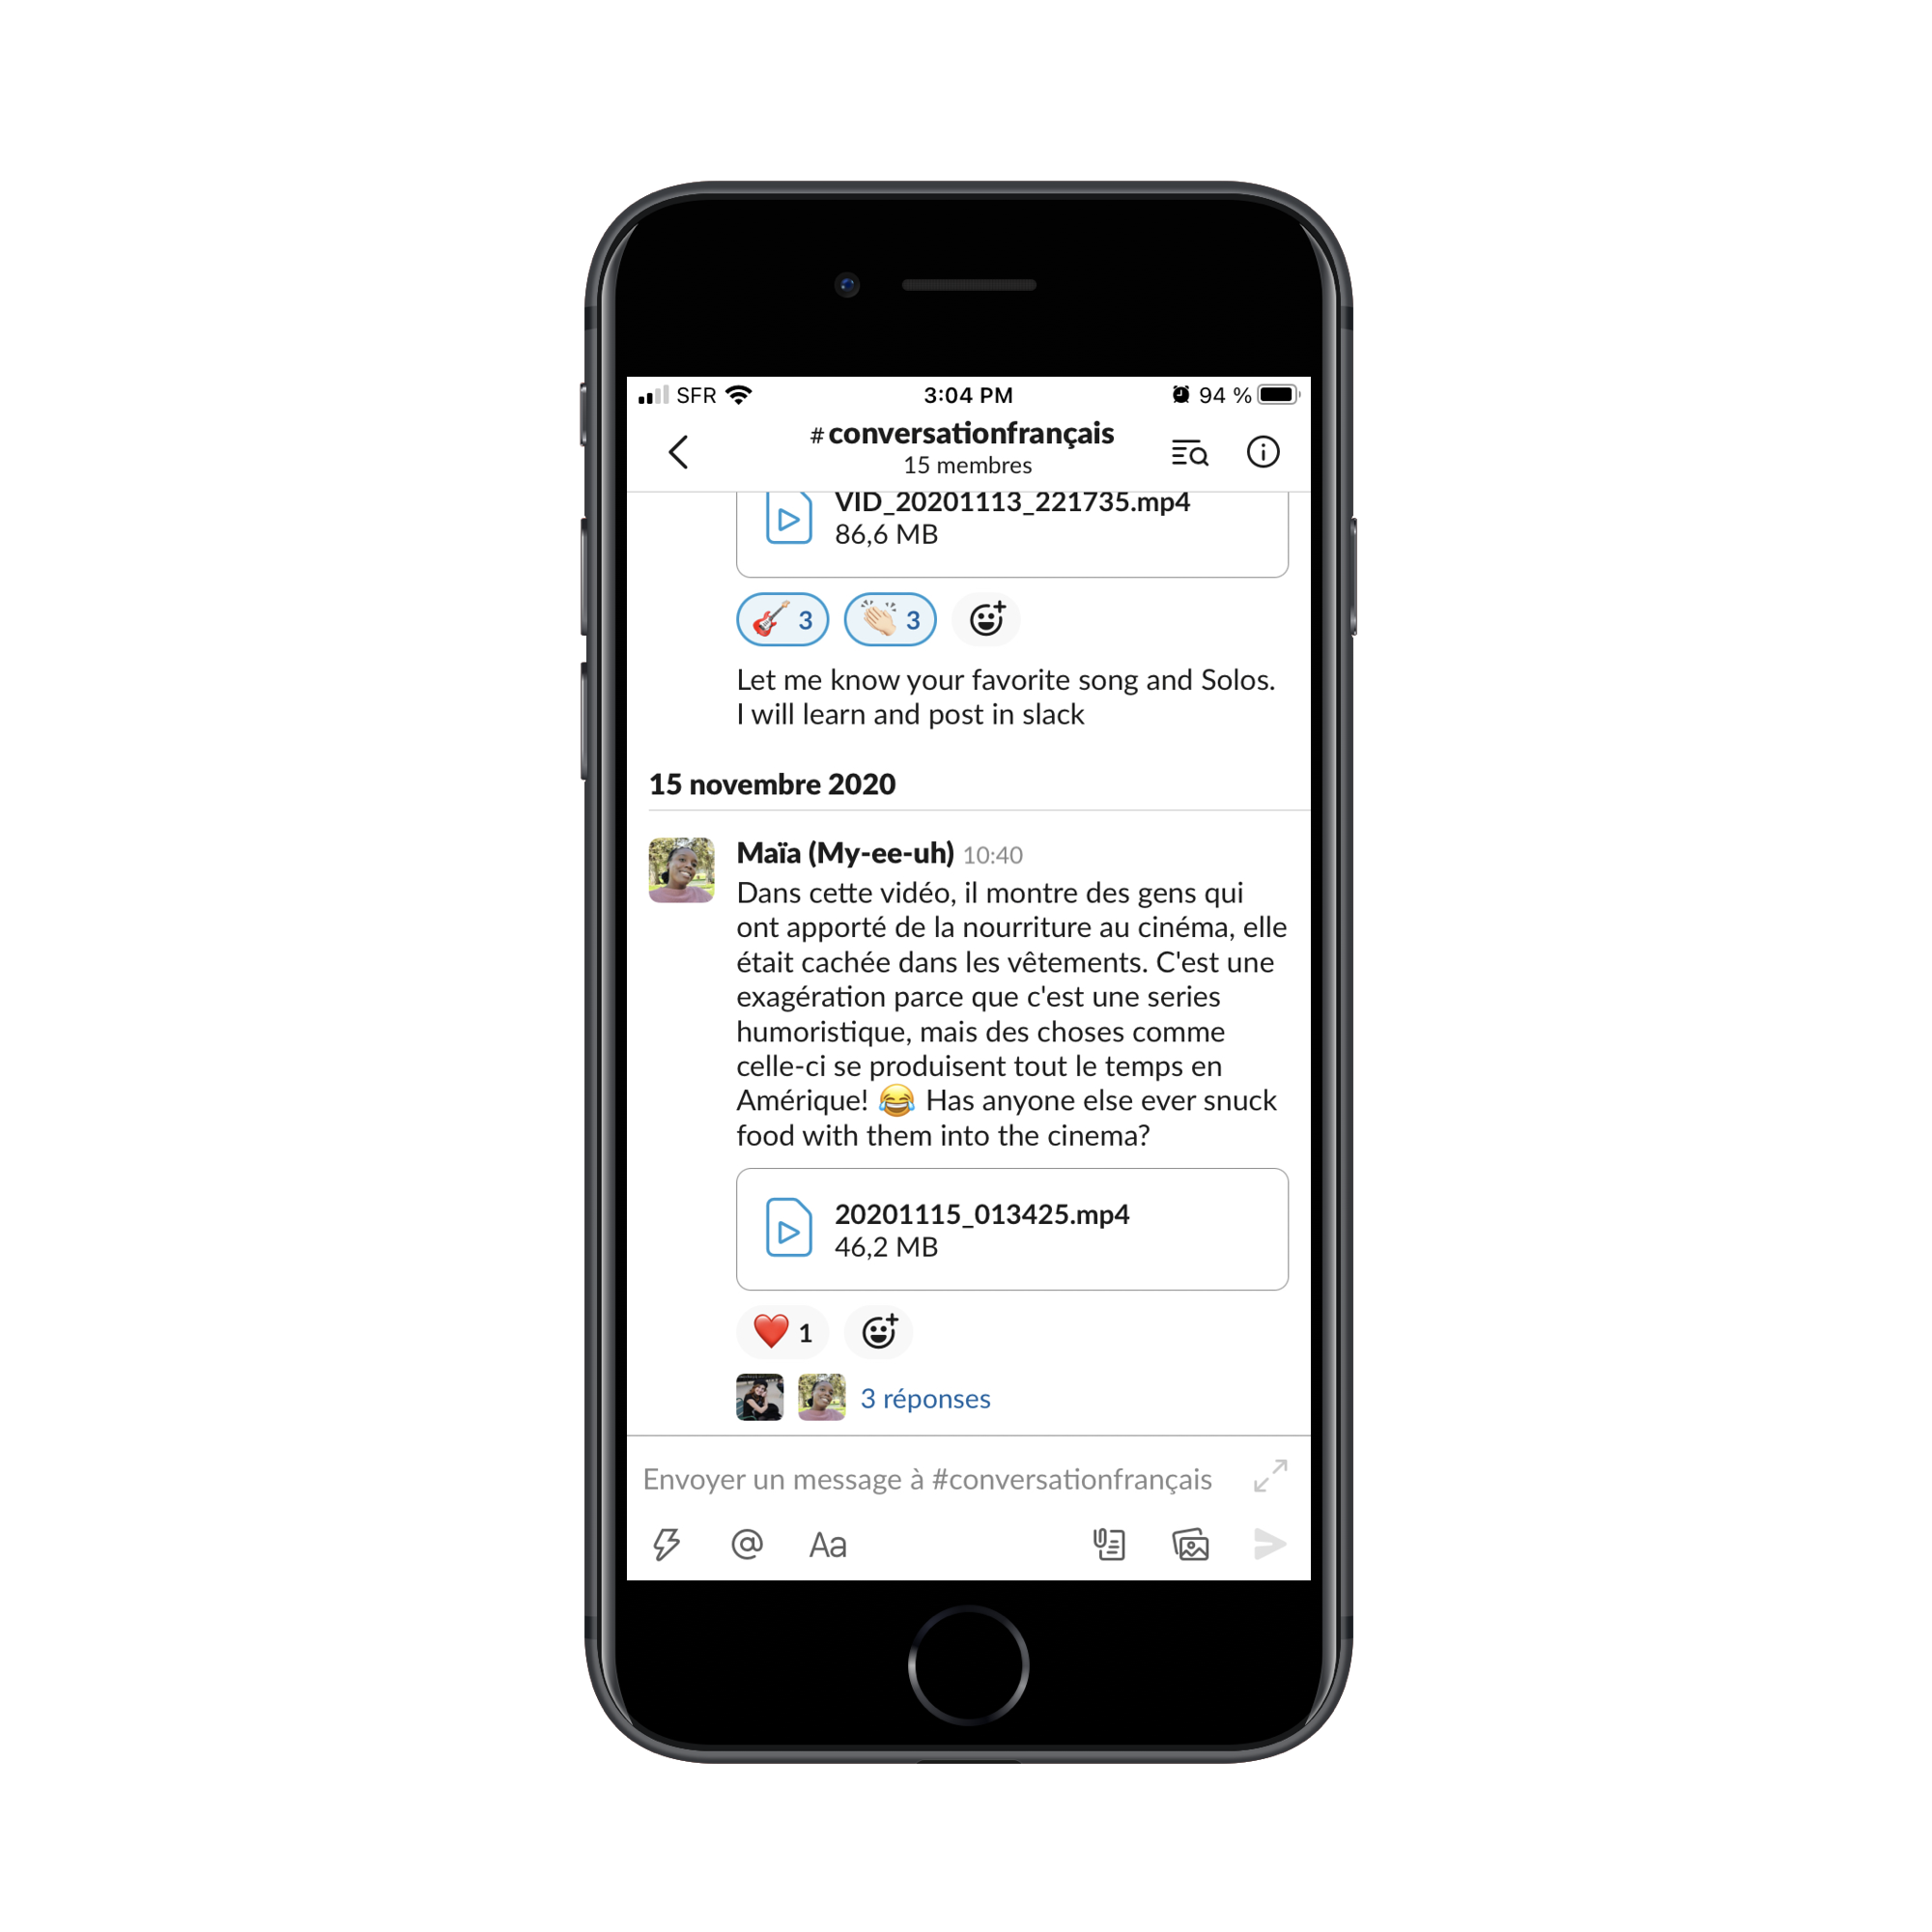 SFR 3:04 PM 94 %
#conversationfrançais
15 membres
VID_20201113_221735.mp4
86,6 MB
3 3
Let me know your favorite song and Solos.
I will learn and post in slack
15 novembre 2020
Maïa (My-ee-uh) 10:40
Dans cette vidéo, il montre des gens qui
ont apporté de la nourriture au cinéma, elle
était cachée dans les vêtements. C'est une
exagération parce que c'est une series
humoristique, mais des choses comme
celle-ci se produisent tout le temps en
Amérique! 😂 Has anyone else ever snuck
food with them into the cinema?
20201115_013425.mp4
46,2 MB
1
3 réponses
Envoyer un message à #conversationfrançais
@ Aa